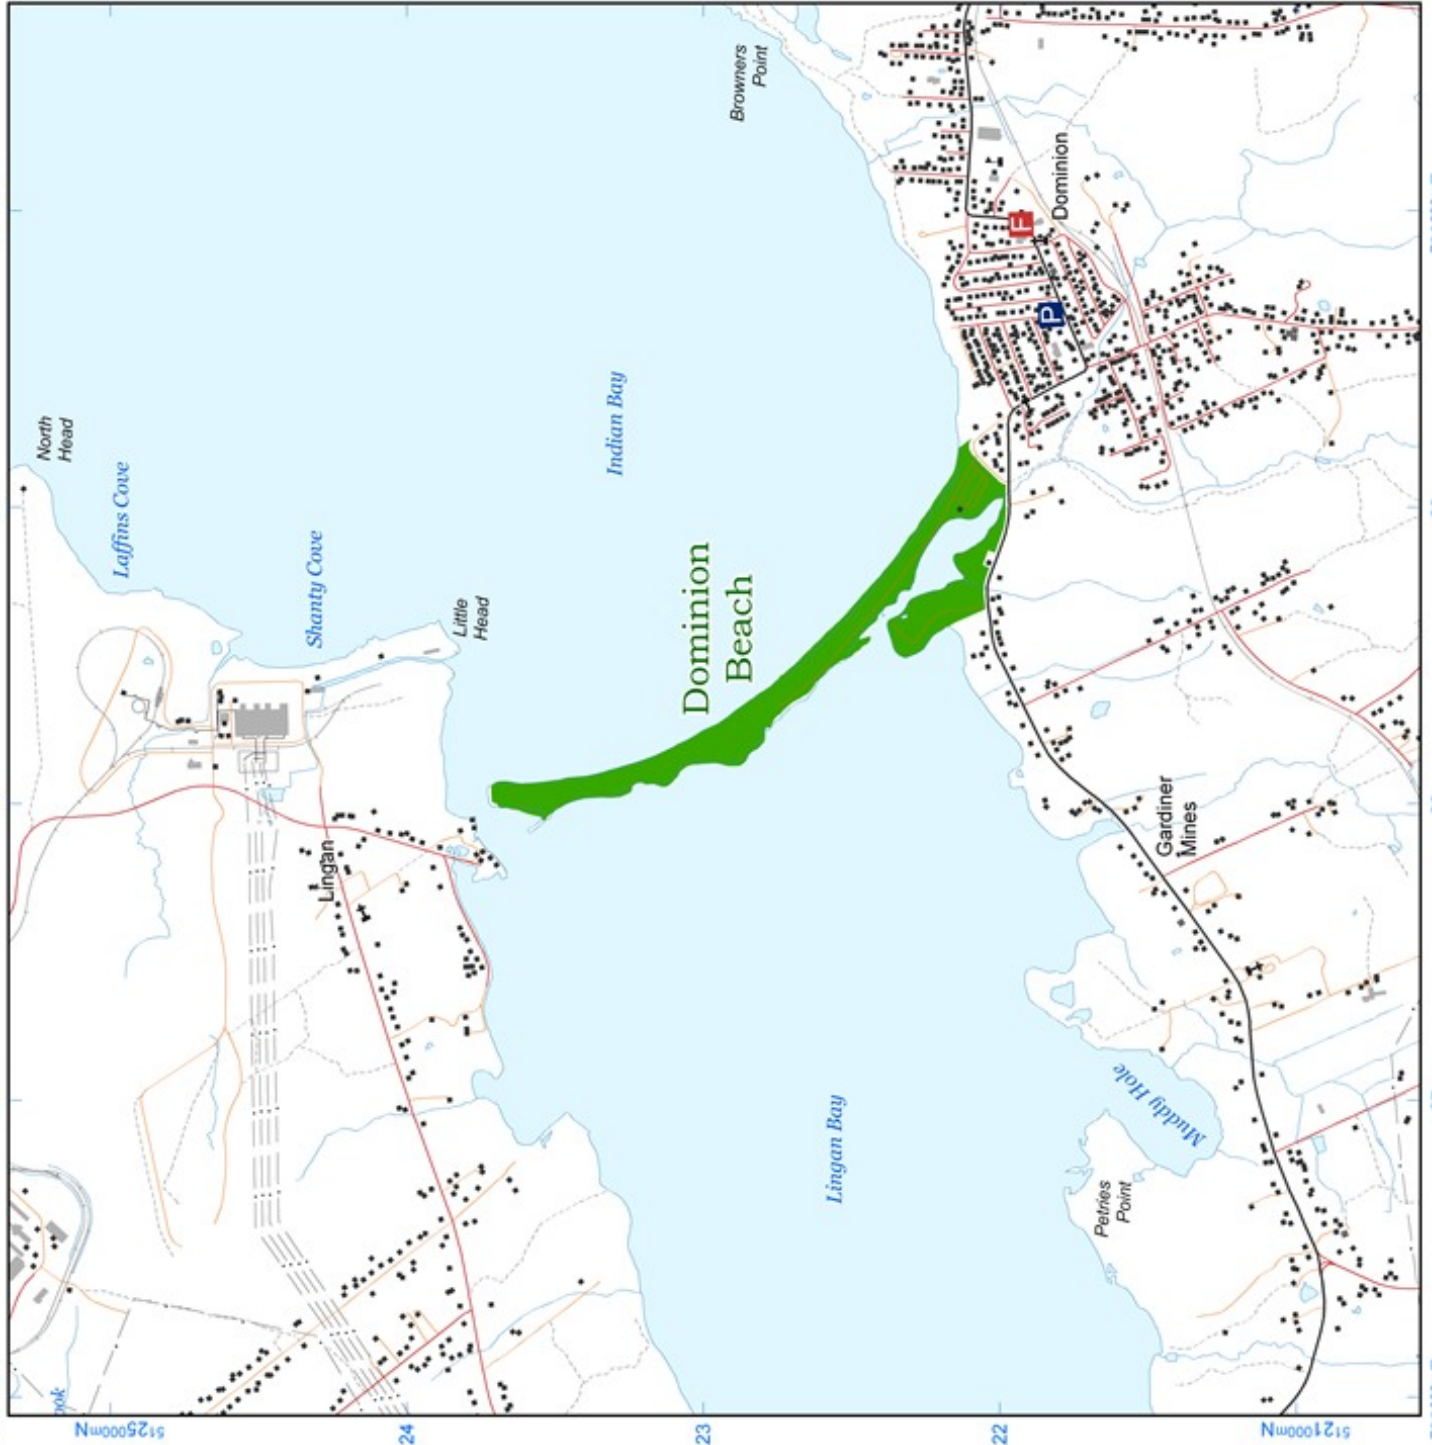 North
Head
Laffins Cove
Shanty Cove
Little
Head
Indian Bay
Browners
Point
Dominion
Beach
F
Dominion
P
Lingan
Lingan Bay
Gardiner
Mines
Muddy Hole
Petries
Point
ook
5125000mN
24
23
22
5121000mN